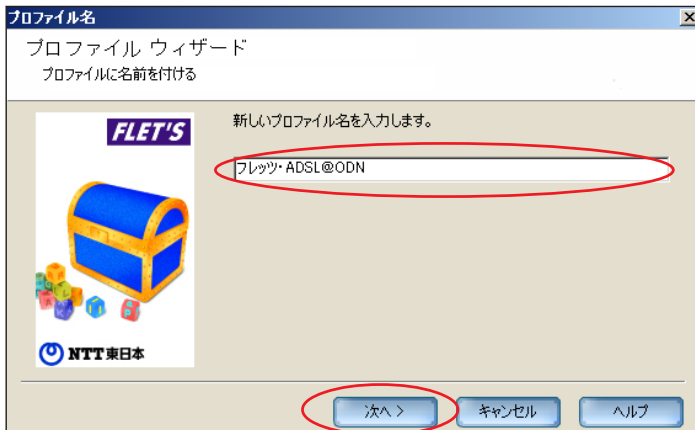 プロファイル名
プロファイル ウィザード
プロファイルに名前を付ける
FLET'S
新しいプロファイル名を入力します。
フレッツ・ADSL@ODN
NTT東日本
次へ >
キャンセル
ヘルプ